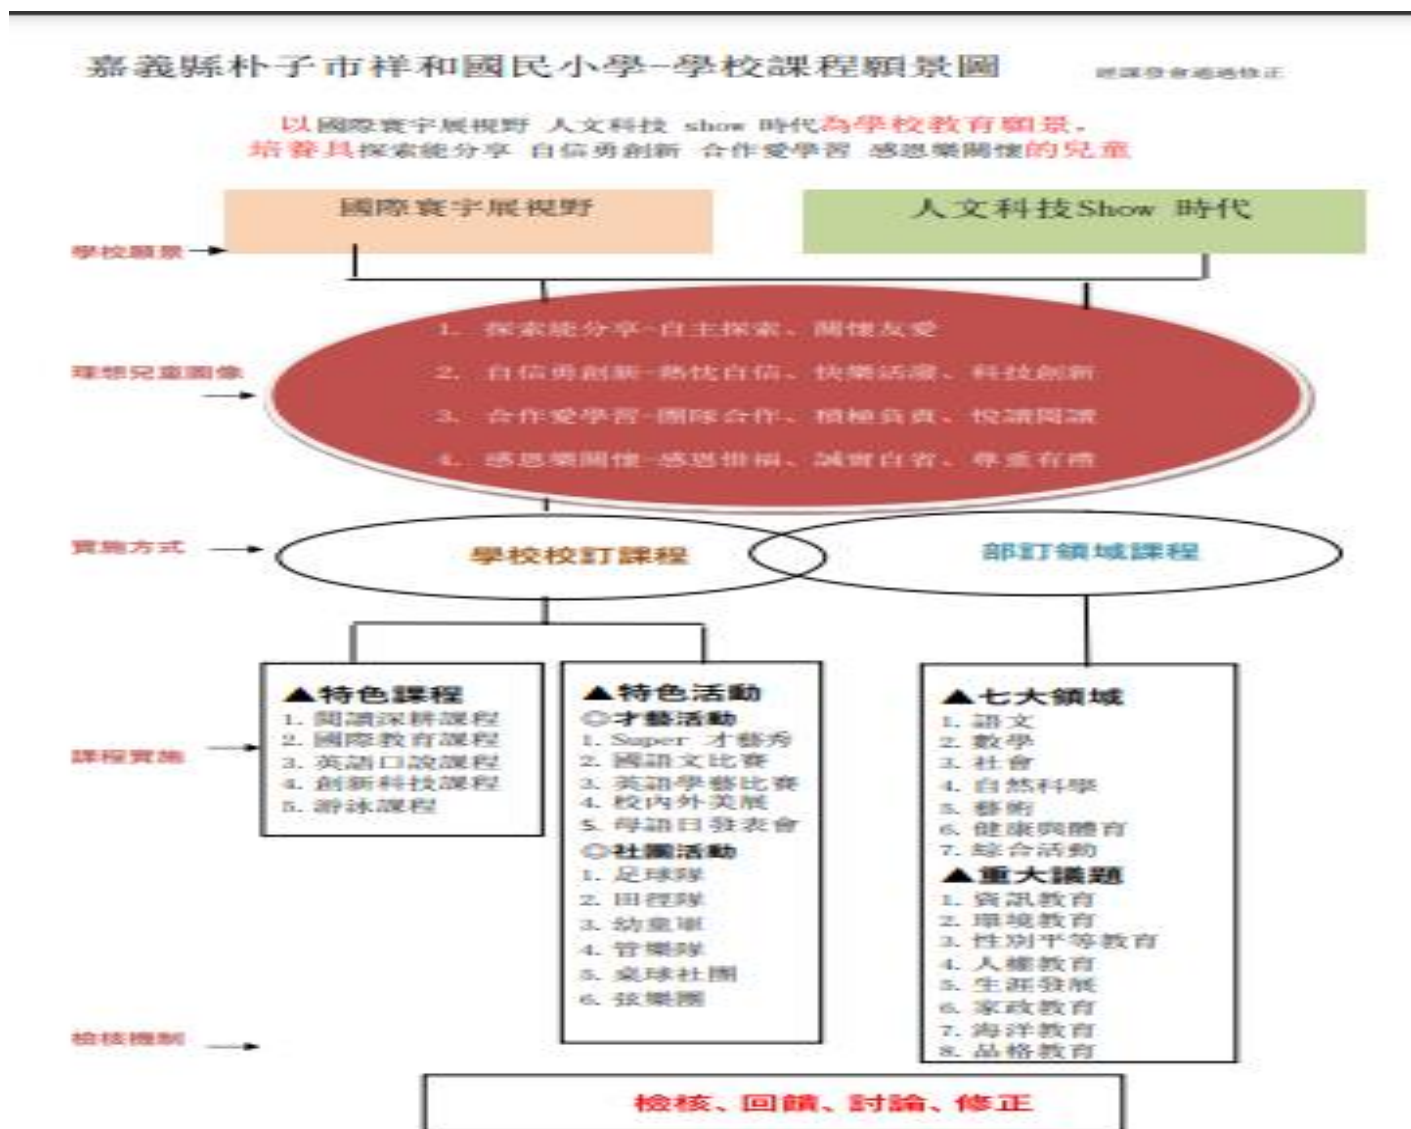 嘉義縣朴子市祥和國民小學-學校課程願景圖
經課發會通過修正
以國際寰宇展視野 人文科技 show 時代為學校教育願景,
培養具探索能分享 自信勇創新 合作愛學習 感恩樂關懷的兒童
國際寰宇展視野
人文科技Show 時代
學校願景
1. 探索能分享-自主探索、關懷友愛
理想兒童圖像
2. 自信勇創新-熱忱自信、快樂活潑、科技創新
3. 合作愛學習-團隊合作、積極負責、悅讀閱讀
4. 感恩樂關懷-感恩惜福、誠實自省、尊重有禮
實施方式
學校校訂課程
部訂領域課程
課程實施
▲特色課程
1. 閱讀深耕課程
2. 國際教育課程
3. 英語口說課程
4. 創新科技課程
5. 游泳課程
▲特色活動
◎才藝活動
1. Super 才藝秀
2. 國語文比賽
3. 英語學藝比賽
4. 校內外美展
5. 母語日發表會
◎社團活動
1. 足球隊
2. 田徑隊
3. 幼童軍
4. 管樂隊
5. 桌球社團
6. 弦樂團
▲七大領域
1. 語文
2. 數學
3. 社會
4. 自然科學
5. 藝術
6. 健康與體育
7. 綜合活動
▲重大議題
1. 資訊教育
2. 環境教育
3. 性別平等教育
4. 人權教育
5. 生涯發展
6. 家政教育
7. 海洋教育
8. 品格教育
檢核機制
檢核、回饋、討論、修正